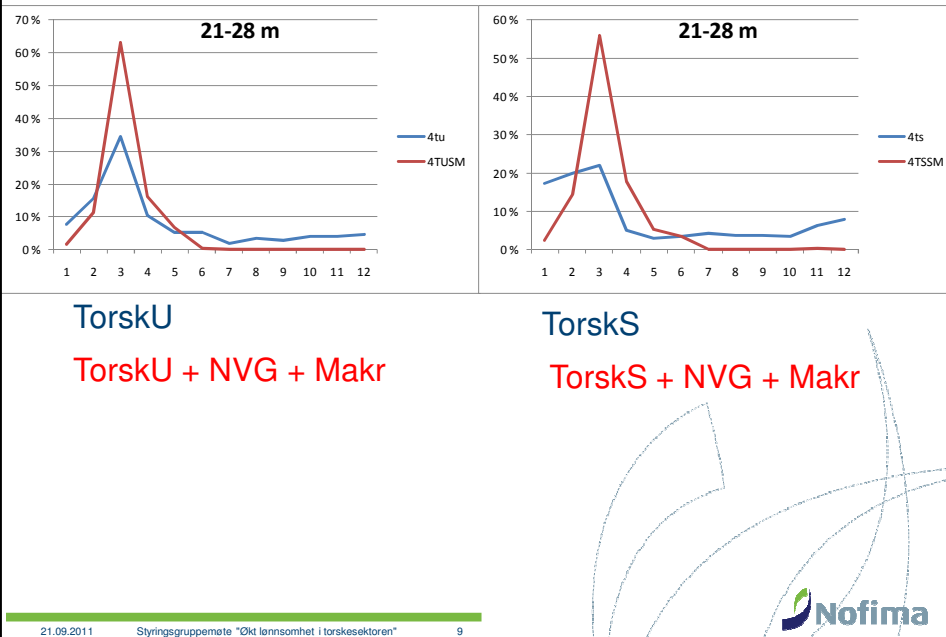 21-28 m
70 %
60 %
50 %
40 %
30 %
20 %
10 %
0 %
1 2 3 4 5 6 7 8 9 10 11 12
4tu
4TUSM
21-28 m
60 %
50 %
40 %
30 %
20 %
10 %
0 %
1 2 3 4 5 6 7 8 9 10 11 12
4ts
4TSSM
TorskU
TorskU + NVG + Makr
TorskS
TorskS + NVG + Makr
21.09.2011 Styringsgruppemøte "Økt lønnsomhet i torskesektoren" 9
Nofima